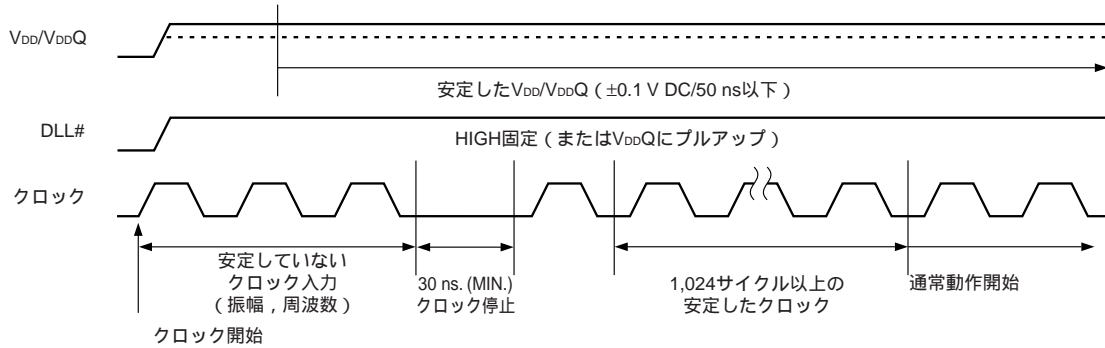 VDD/VDDQ
安定したVDD/VDDQ（±0.1 V DC/50 ns以下）
DLL#
HIGH固定（またはVDDQにプルアップ）
クロック
安定していない
クロック入力
（振幅，周波数）
30 ns. (MIN.)
クロック停止
1,024サイクル以上の
安定したクロック
通常動作開始
クロック開始